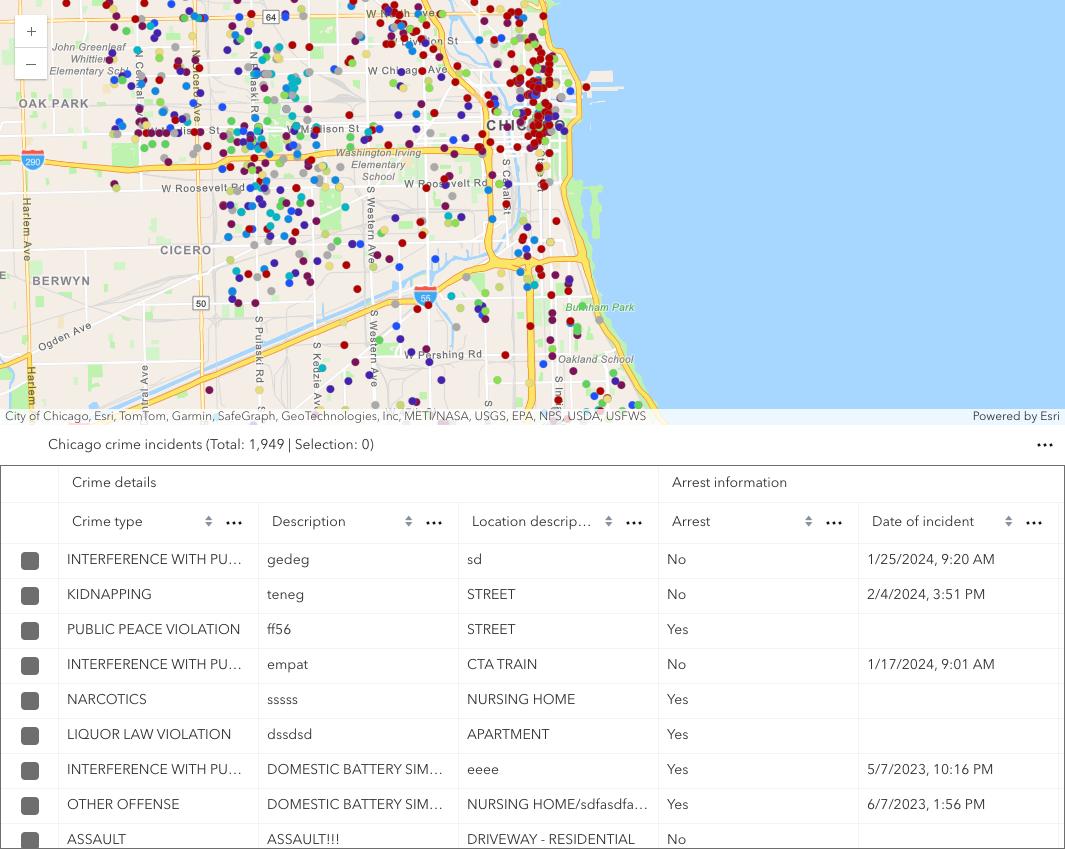 64
W North Ave
Division St
John Greenleaf
Whittier
Elementary
W Chicago Ave
N Pulaski Rd
OAK PARK
CHICAGO
W Madison St
Washington Irving
Elementary
School
290
W Roosevelt Rd
W Roosevelt Rd
S Canal St
S Western Ave
Harlem Ave
CICERO
BERWYN
50
55
Burnham Park
Ogden Ave
S Pulaski Rd
S Kedzie Ave
S Western Ave
W Pershing Rd
Oakland School
Harlem
City of Chicago, Esri, TomTom, Garmin, SafeGraph, GeoTechnologies, Inc, METI/NASA, USGS, EPA, NPS, USDA, USFWS
Powered by Esri
Chicago crime incidents (Total: 1,949 | Selection: 0)
Crime details Arrest information
Crime type Description Location descrip... Arrest Date of incident
INTERFERENCE WITH PU... gedeg sd No 1/25/2024, 9:20 AM
KIDNAPPING teneg STREET No 2/4/2024, 3:51 PM
PUBLIC PEACE VIOLATION ff56 STREET Yes
INTERFERENCE WITH PU... empat CTA TRAIN No 1/17/2024, 9:01 AM
NARCOTICS sssss NURSING HOME Yes
LIQUOR LAW VIOLATION dssdsd APARTMENT Yes
INTERFERENCE WITH PU... DOMESTIC BATTERY SIM... eeee Yes 5/7/2023, 10:16 PM
OTHER OFFENSE DOMESTIC BATTERY SIM... NURSING HOME/sdfasdfa... Yes 6/7/2023, 1:56 PM
ASSAULT ASSAULT!!! DRIVEWAY - RESIDENTIAL No